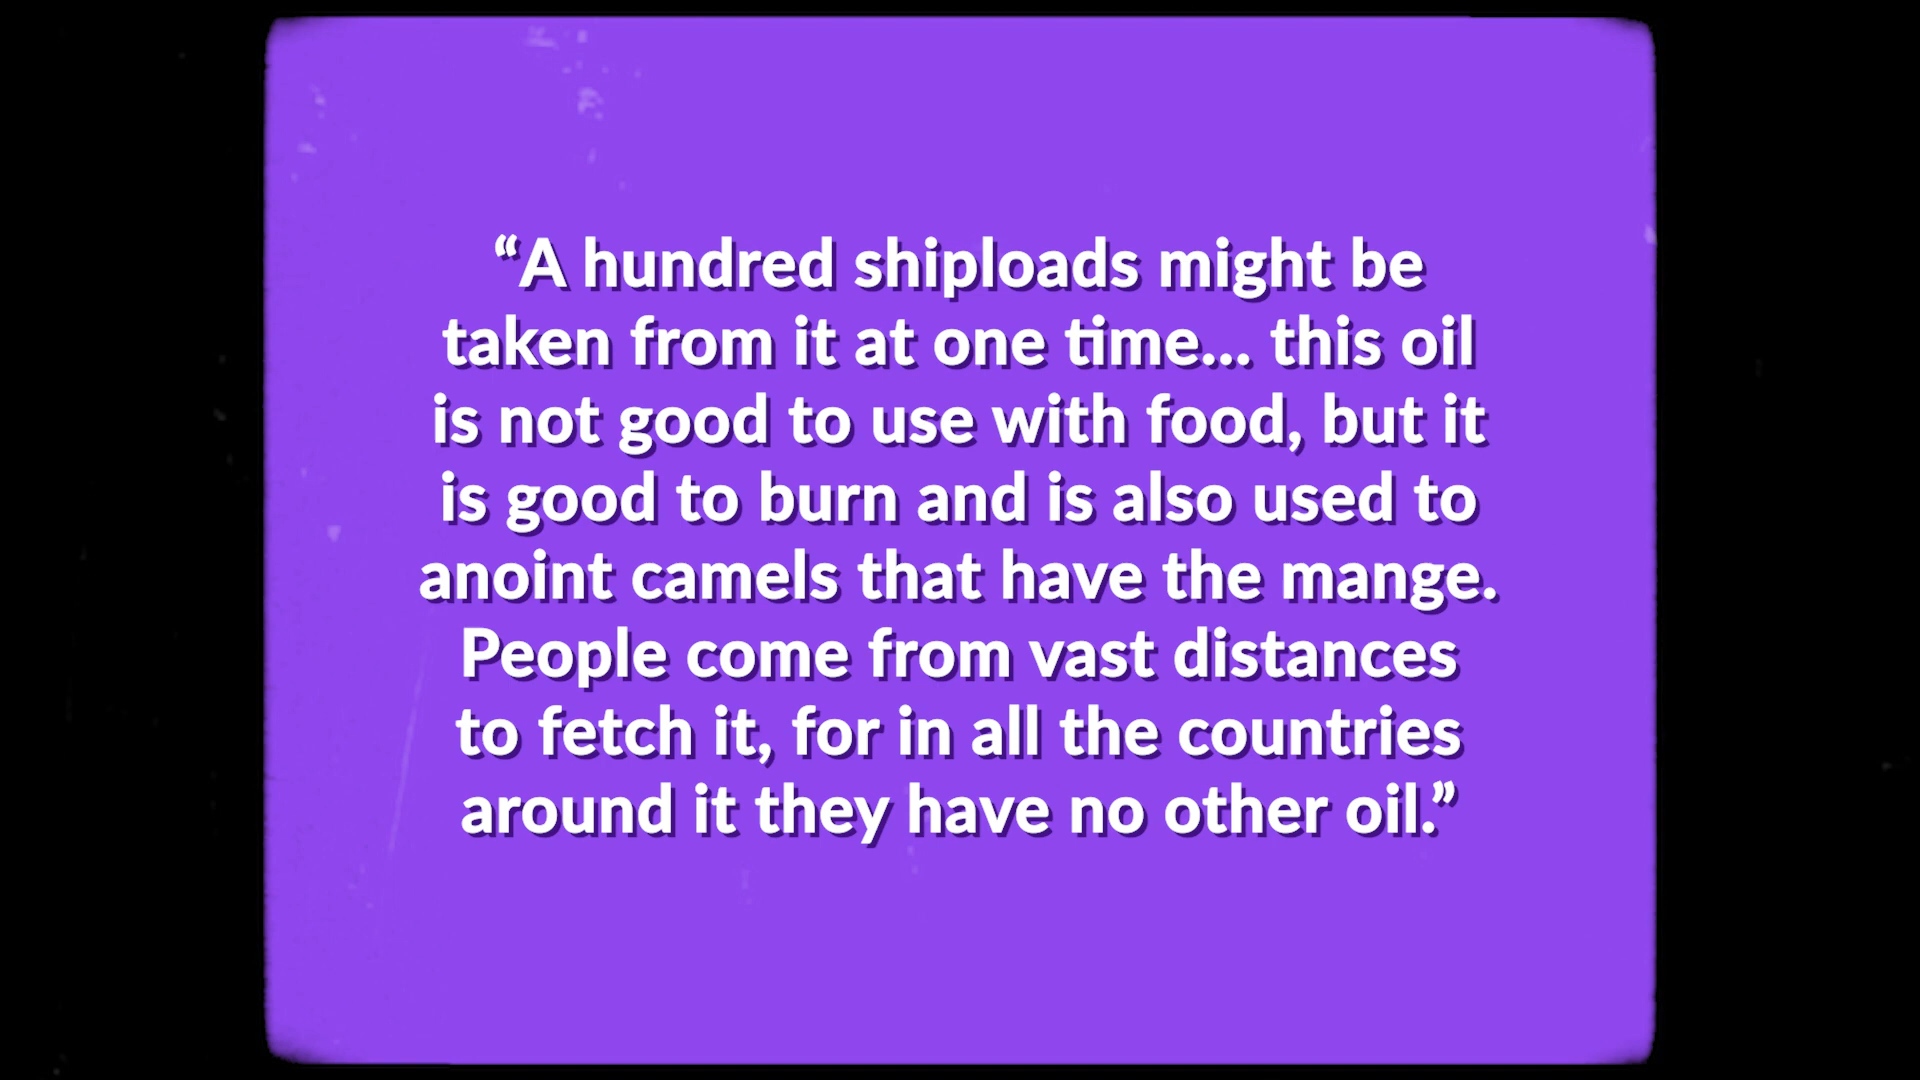 “A hundred shiploads might be
taken from it at one time... this oil
is not good to use with food, but it
is good to burn and is also used to
anoint camels that have the mange.
People come from vast distances
to fetch it, for in all the countries
around it they have no other oil.”